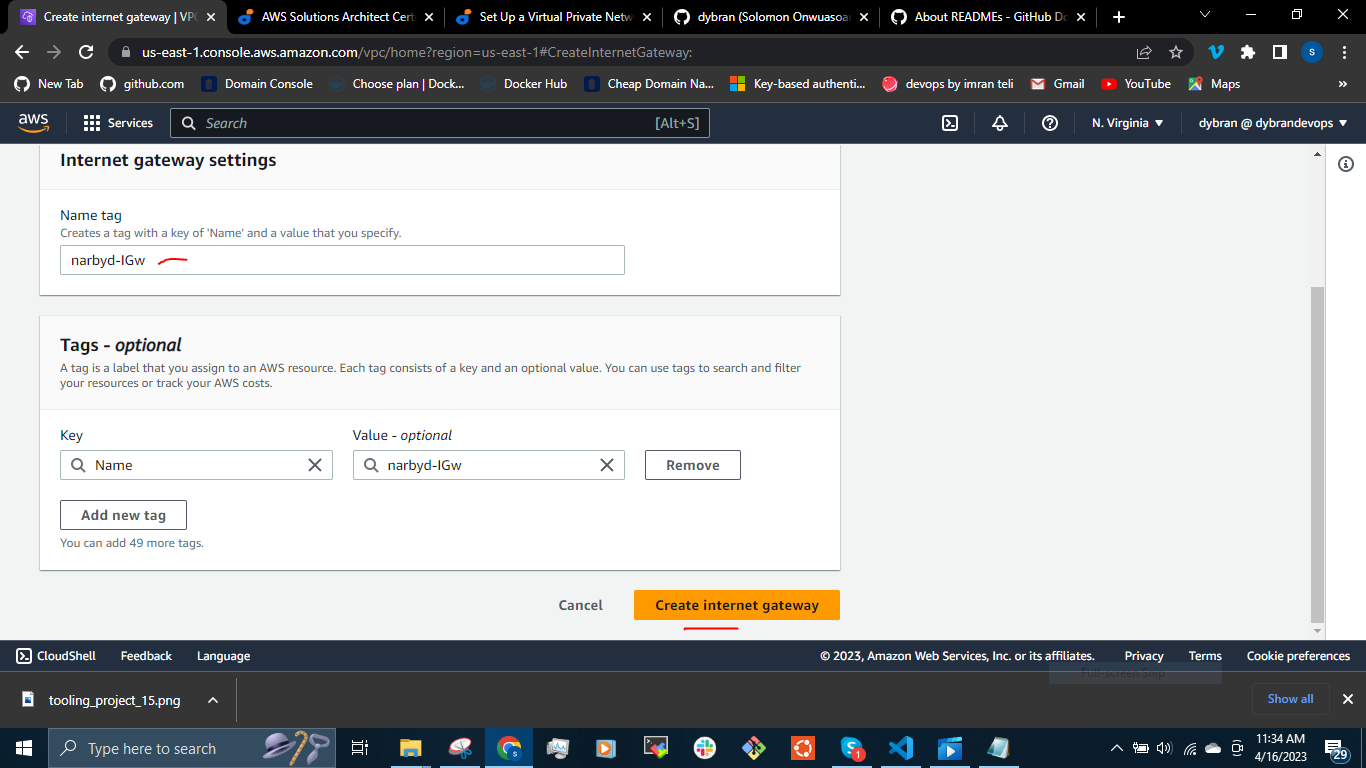 Create internet gateway | VPC
AWS Solutions Architect Cert
Set Up a Virtual Private Netw
dybran (Solomon Onwuasoan
About READMEs - GitHub Do
us-east-1.console.aws.amazon.com/vpc/home?region=us-east-1#CreateInternetGateway:
s
New Tab
github.com
Domain Console
Choose plan | Dock...
Docker Hub
Cheap Domain Na...
Key-based authenti...
devops by imran teli
Gmail
YouTube
Maps
»
aws
Services
Search
[Alt+S]
N. Virginia
dybran @ dybrandevops
Internet gateway settings
Name tag
Creates a tag with a key of 'Name' and a value that you specify.
narbyd-IGw
Tags - optional
A tag is a label that you assign to an AWS resource. Each tag consists of a key and an optional value. You can use tags to search and filter
your resources or track your AWS costs.
Key
Value - optional
Name
narbyd-IGw
Remove
Add new tag
You can add 49 more tags.
Cancel
Create internet gateway
CloudShell
Feedback
Language
© 2023, Amazon Web Services, Inc. or its affiliates.
Privacy
Terms
Cookie preferences
Full-screen Snip
tooling_project_15.png
Show all
Type here to search
1
11:34 AM
4/16/2023
29